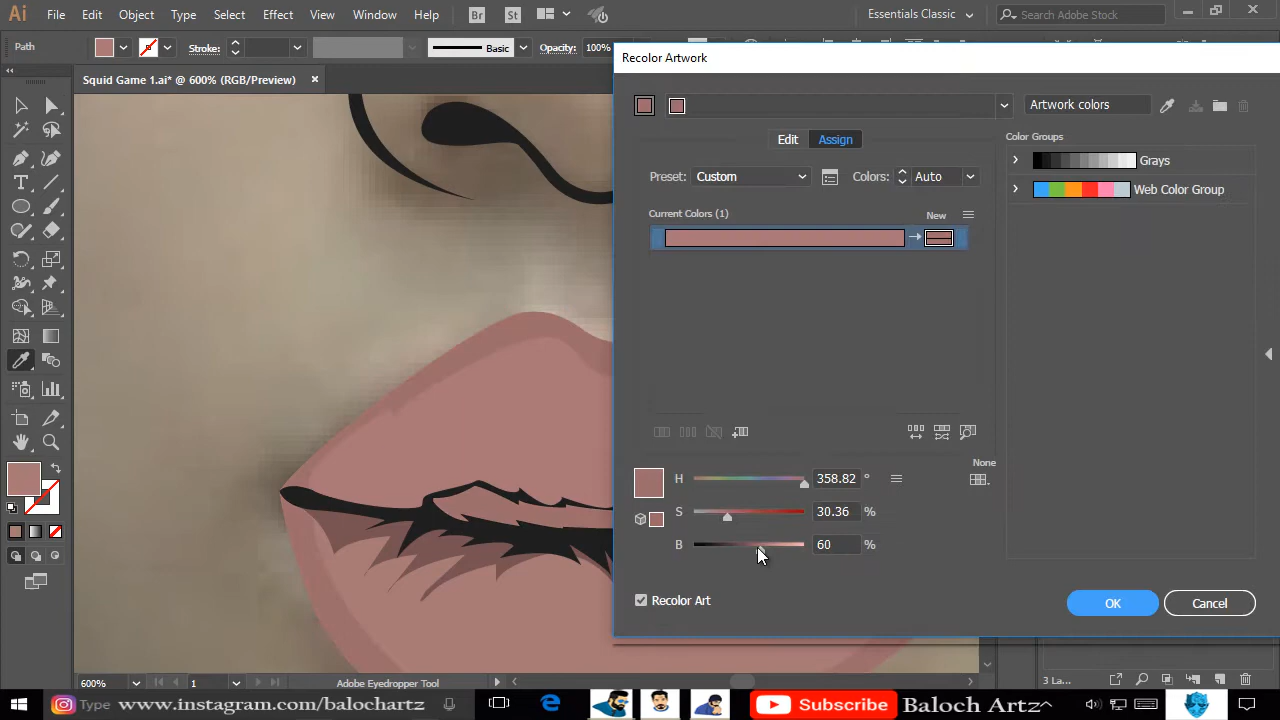 Ai File Edit Object Type Select Effect View Window Help Br St Essentials Classic Search Adobe Stock
Path Stroke: Basic Opacity: 100%
Recolor Artwork
Squid Game 1.ai* @ 600% (RGB/Preview) ×
Artwork colors
Edit Assign
Color Groups
Preset: Custom Colors: Auto
Grays
Web Color Group
Current Colors (1) New
None
H 358.82 °
S 30.36 %
B 60 %
Recolor Art
OK Cancel
600% 1 Adobe Eyedropper Tool 3 La...
Type www.instagram.com/balochartz Subscribe Baloch Artz